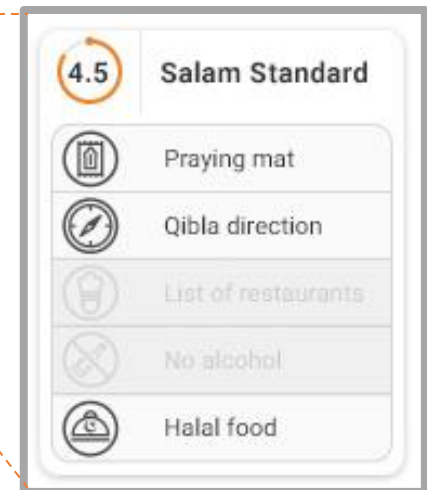 4.5 Salam Standard
Praying mat
Qibla direction
List of restaurants
No alcohol
Halal food